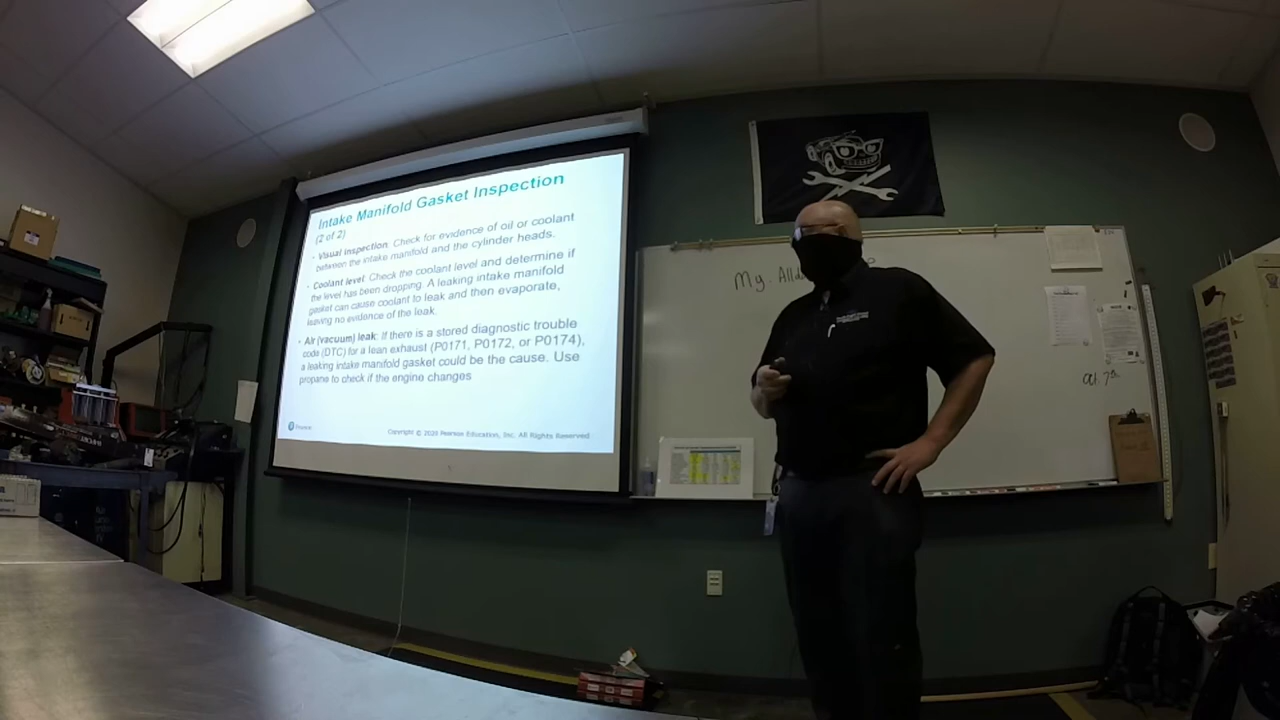 Intake Manifold Gasket Inspection
(2 of 2)
• Visual inspection: Check for evidence of oil or coolant
between the intake manifold and the cylinder heads.
• Coolant level: Check the coolant level and determine if
the level has been dropping. A leaking intake manifold
gasket can cause coolant to leak and then evaporate,
leaving no evidence of the leak.
• Air (vacuum) leak: If there is a stored diagnostic trouble
code (DTC) for a lean exhaust (P0171, P0172, or P0174),
a leaking intake manifold gasket could be the cause. Use
propane to check if the engine changes
Pearson
Copyright © 2020 Pearson Education, Inc. All Rights Reserved
My.
Oct. 7th